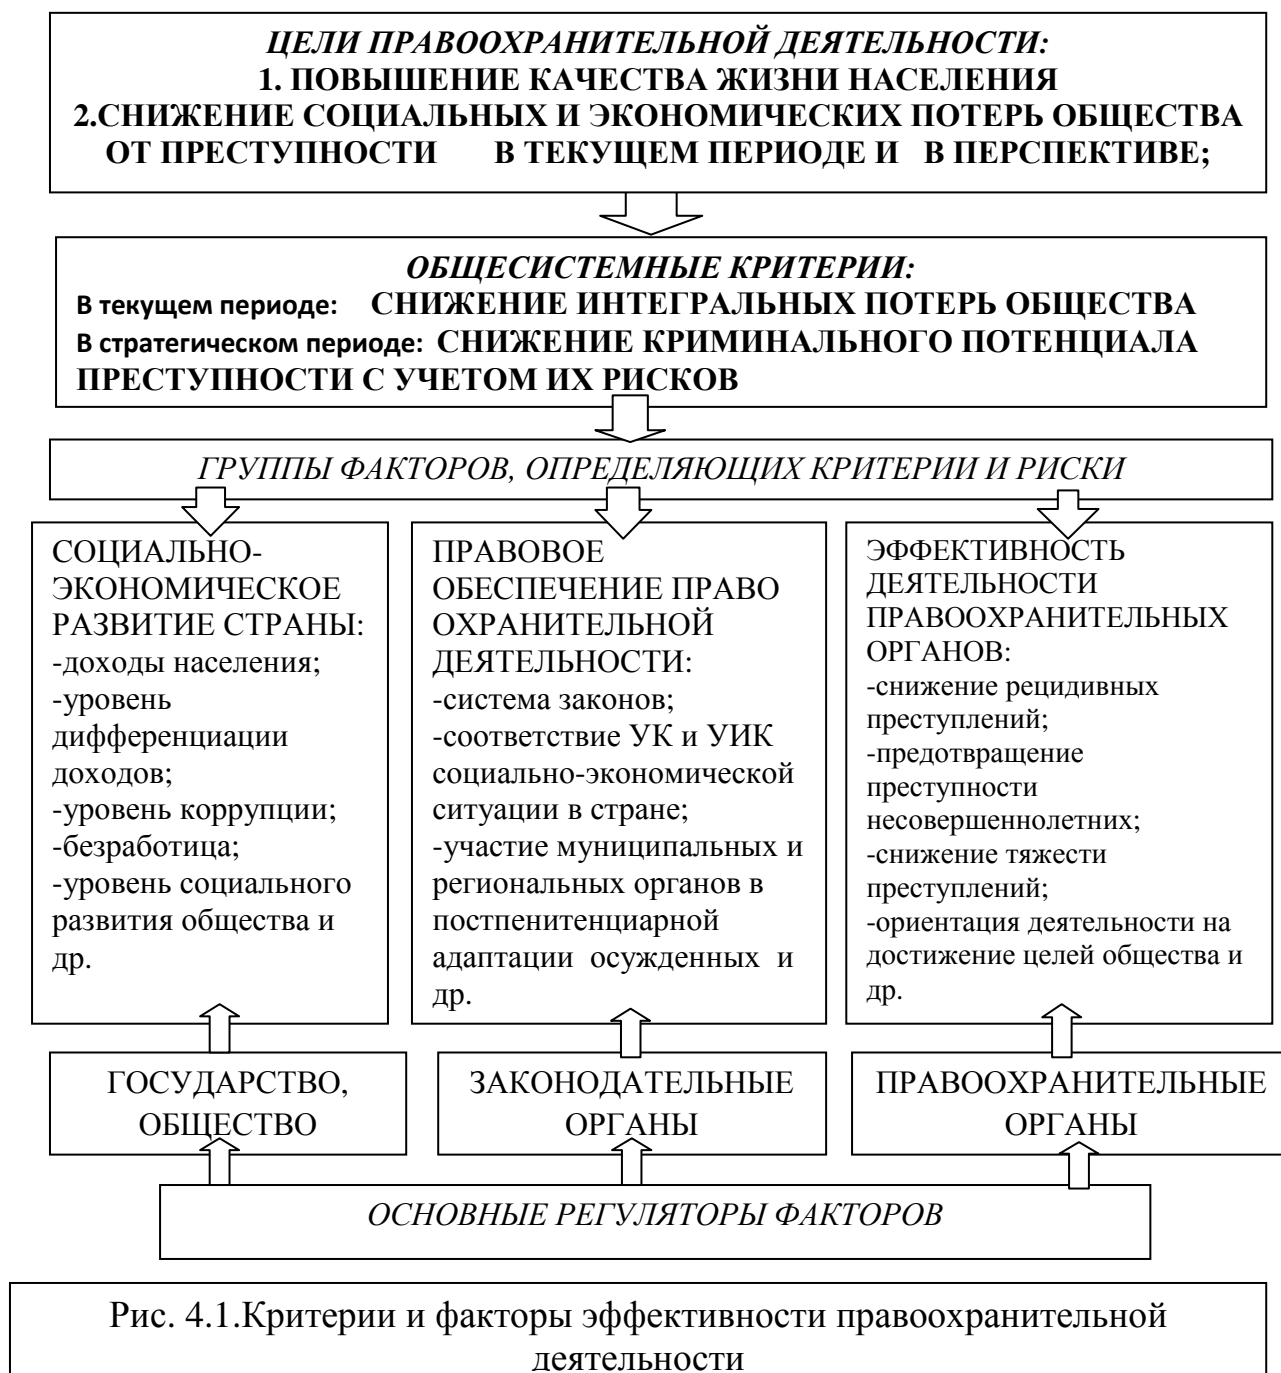 ЦЕЛИ ПРАВООХРАНИТЕЛЬНОЙ ДЕЯТЕЛЬНОСТИ:
1. ПОВЫШЕНИЕ КАЧЕСТВА ЖИЗНИ НАСЕЛЕНИЯ
2.СНИЖЕНИЕ СОЦИАЛЬНЫХ И ЭКОНОМИЧЕСКИХ ПОТЕРЬ ОБЩЕСТВА
ОТ ПРЕСТУПНОСТИ В ТЕКУЩЕМ ПЕРИОДЕ И В ПЕРСПЕКТИВЕ;
ОБЩЕСИСТЕМНЫЕ КРИТЕРИИ:
В текущем периоде: СНИЖЕНИЕ ИНТЕГРАЛЬНЫХ ПОТЕРЬ ОБЩЕСТВА
В стратегическом периоде: СНИЖЕНИЕ КРИМИНАЛЬНОГО ПОТЕНЦИАЛА
ПРЕСТУПНОСТИ С УЧЕТОМ ИХ РИСКОВ
ГРУППЫ ФАКТОРОВ, ОПРЕДЕЛЯЮЩИХ КРИТЕРИИ И РИСКИ
СОЦИАЛЬНО-
ЭКОНОМИЧЕСКОЕ
РАЗВИТИЕ СТРАНЫ:
-доходы населения;
-уровень
дифференциации
доходов;
-уровень коррупции;
-безработица;
-уровень социального
развития общества и
др.
ПРАВОВОЕ
ОБЕСПЕЧЕНИЕ ПРАВО
ОХРАНИТЕЛЬНОЙ
ДЕЯТЕЛЬНОСТИ:
-система законов;
-соответствие УК и УИК
социально-экономической
ситуации в стране;
-участие муниципальных и
региональных органов в
постпенитенциарной
адаптации осужденных и
др.
ЭФФЕКТИВНОСТЬ
ДЕЯТЕЛЬНОСТИ
ПРАВООХРАНИТЕЛЬНЫХ
ОРГАНОВ:
-снижение рецидивных
преступлений;
-предотвращение
преступности
несовершеннолетних;
-снижение тяжести
преступлений;
-ориентация деятельности на
достижение целей общества и
др.
ГОСУДАРСТВО,
ОБЩЕСТВО
ЗАКОНОДАТЕЛЬНЫЕ
ОРГАНЫ
ПРАВООХРАНИТЕЛЬНЫЕ
ОРГАНЫ
ОСНОВНЫЕ РЕГУЛЯТОРЫ ФАКТОРОВ
Рис. 4.1.Критерии и факторы эффективности правоохранительной
деятельности